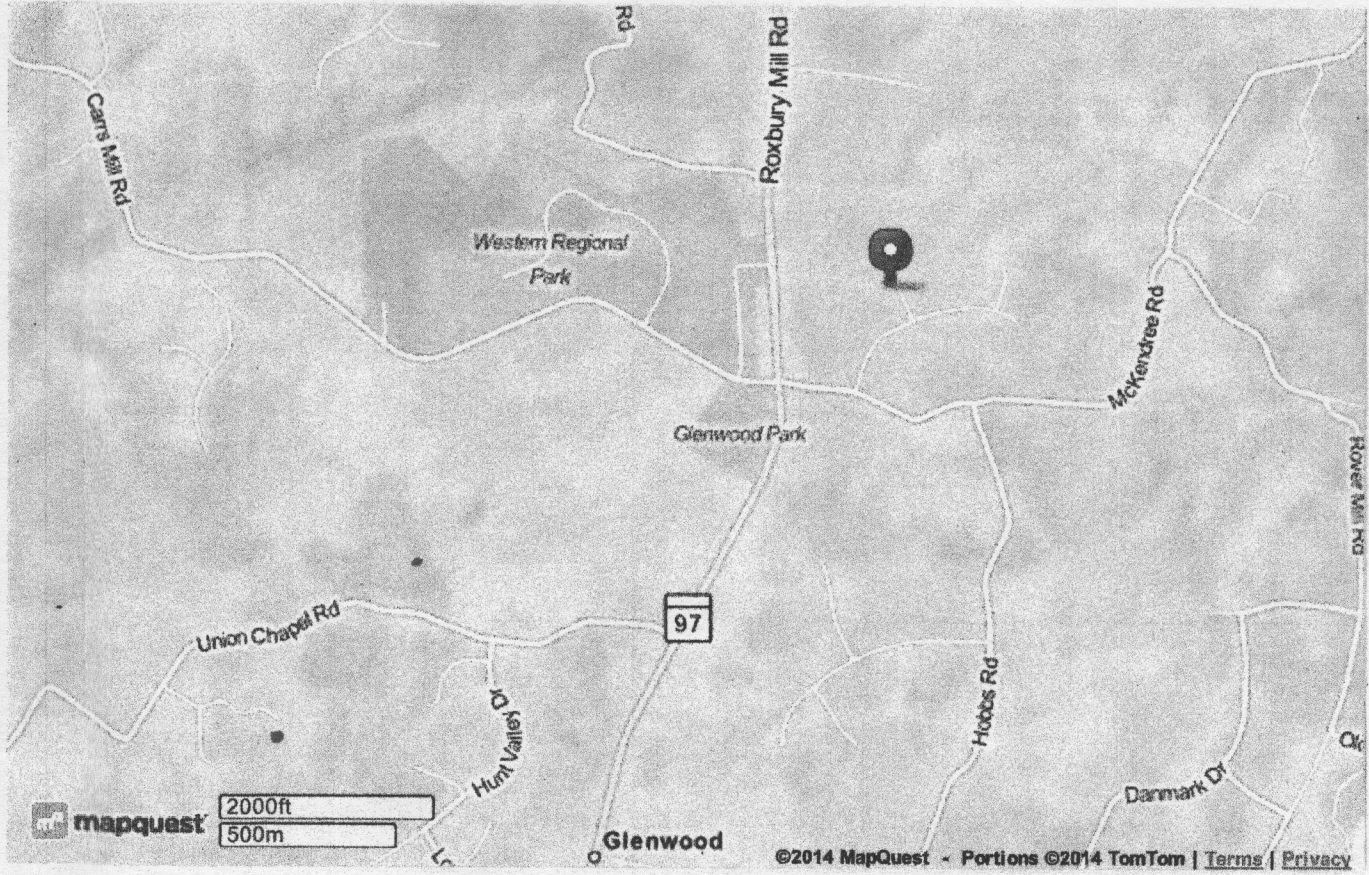 Rd
Roxbury Mill Rd
Carrs Mill Rd
Western Regional
Park
McKendree Rd
Glenwood Park
Rover Mill Rd
97
Union Chapel Rd
Hunt Valley Dr
Hobbs Rd
Danmark Dr
2000ft
mapquest
500m
Glenwood
©2014 MapQuest - Portions ©2014 TomTom | Terms | Privacy